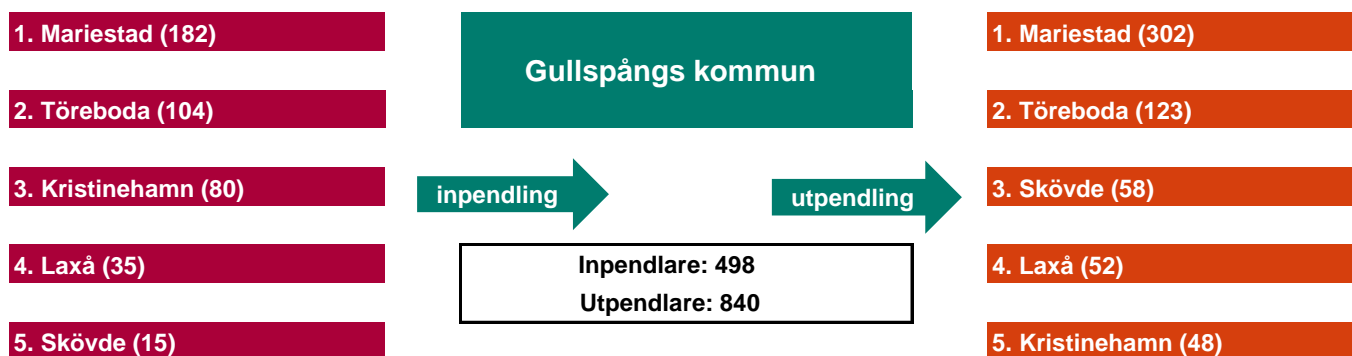 1. Mariestad (182)
2. Töreboda (104)
3. Kristinehamn (80)
4. Laxå (35)
5. Skövde (15)
Gullspångs kommun
inpendling
utpendling
Inpendlare: 498
Utpendlare: 840
1. Mariestad (302)
2. Töreboda (123)
3. Skövde (58)
4. Laxå (52)
5. Kristinehamn (48)